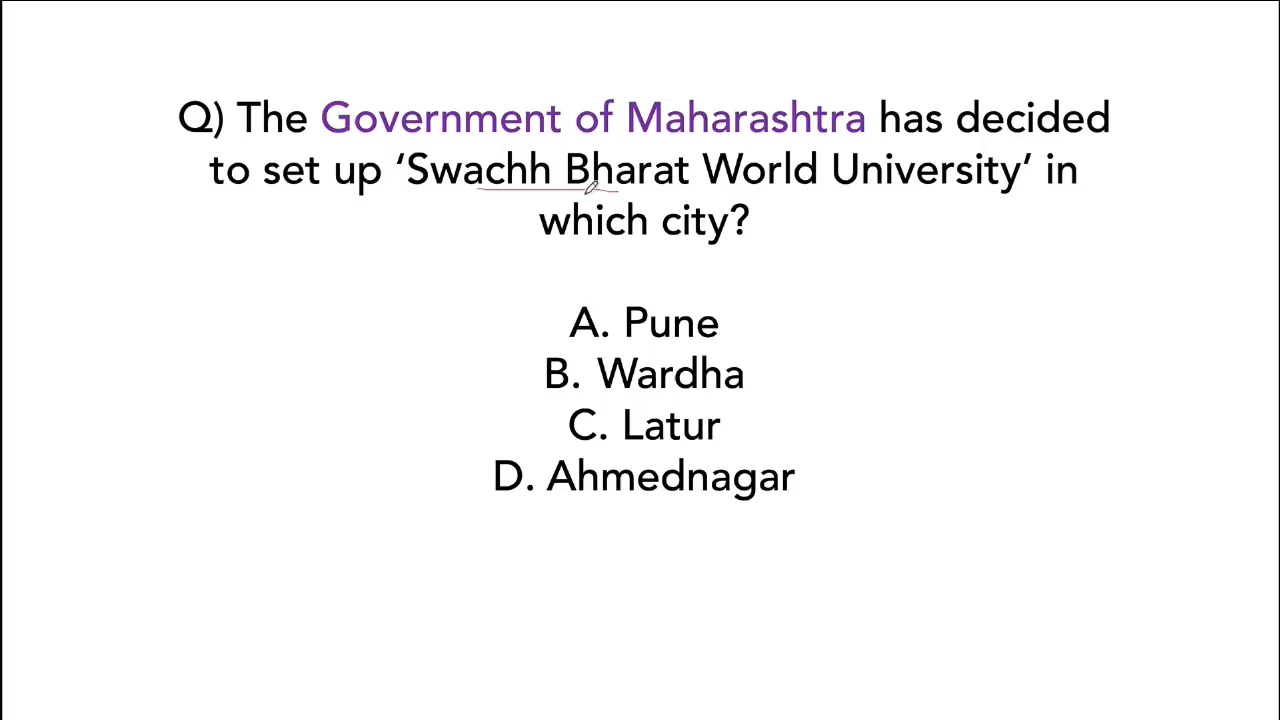 Q) The Government of Maharashtra has decided
to set up ‘Swachh Bharat World University’ in
which city?
A. Pune
B. Wardha
C. Latur
D. Ahmednagar